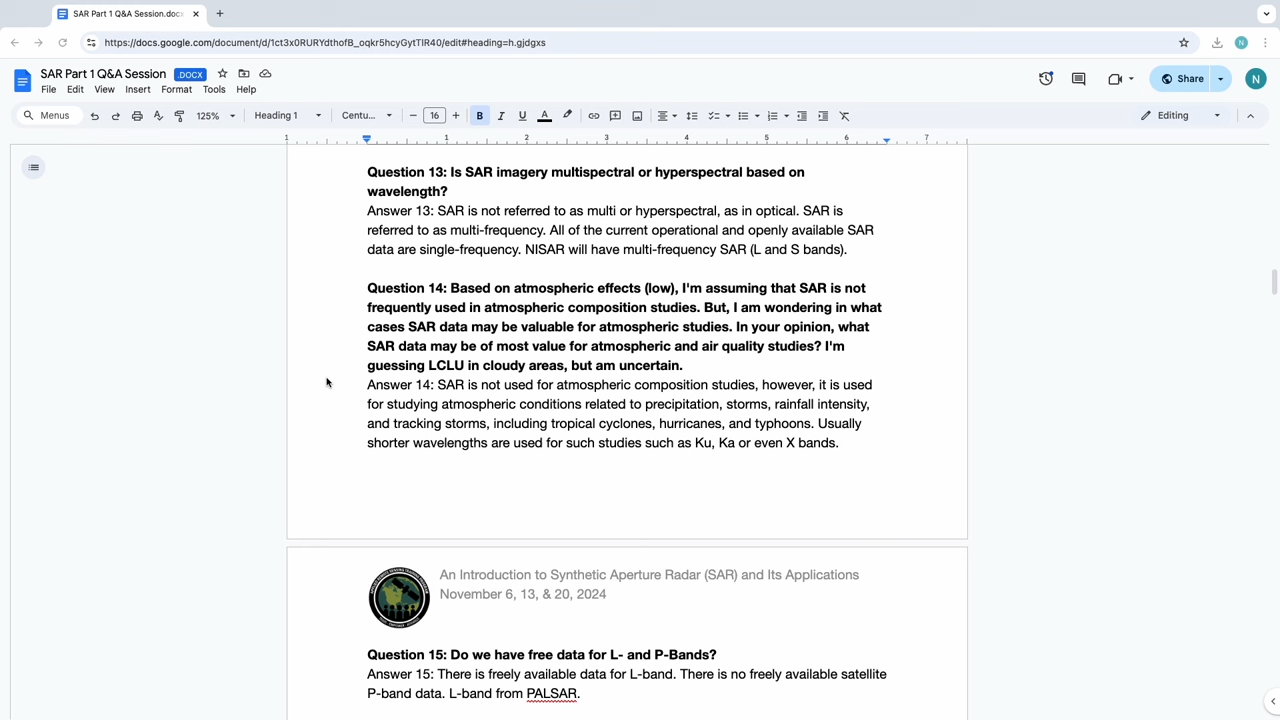 SAR Part 1 Q&A Session.docx
https://docs.google.com/document/d/1ct3x0RURYdthofB_oqkr5hcyGytTlR40/edit#heading=h.gjdgxs
N
SAR Part 1 Q&A Session .DOCX
File Edit View Insert Format Tools Help
Share
N
Menus 125% Heading 1 Centu... 16 B I U A Editing
1 1 2 3 4 5 6 7
Question 13: Is SAR imagery multispectral or hyperspectral based on
wavelength?
Answer 13: SAR is not referred to as multi or hyperspectral, as in optical. SAR is
referred to as multi-frequency. All of the current operational and openly available SAR
data are single-frequency. NISAR will have multi-frequency SAR (L and S bands).
Question 14: Based on atmospheric effects (low), I'm assuming that SAR is not
frequently used in atmospheric composition studies. But, I am wondering in what
cases SAR data may be valuable for atmospheric studies. In your opinion, what
SAR data may be of most value for atmospheric and air quality studies? I'm
guessing LCLU in cloudy areas, but am uncertain.
Answer 14: SAR is not used for atmospheric composition studies, however, it is used
for studying atmospheric conditions related to precipitation, storms, rainfall intensity,
and tracking storms, including tropical cyclones, hurricanes, and typhoons. Usually
shorter wavelengths are used for such studies such as Ku, Ka or even X bands.
An Introduction to Synthetic Aperture Radar (SAR) and Its Applications
November 6, 13, & 20, 2024
Question 15: Do we have free data for L- and P-Bands?
Answer 15: There is freely available data for L-band. There is no freely available satellite
P-band data. L-band from PALSAR.